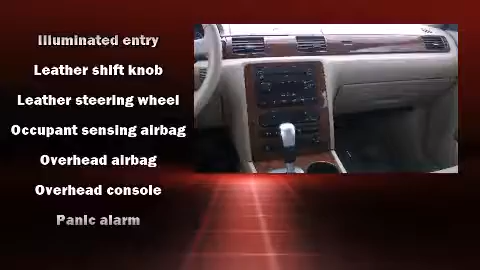 Illuminated entry
Leather shift knob
Leather steering wheel
Occupant sensing airbag
Overhead airbag
Overhead console
Panic alarm